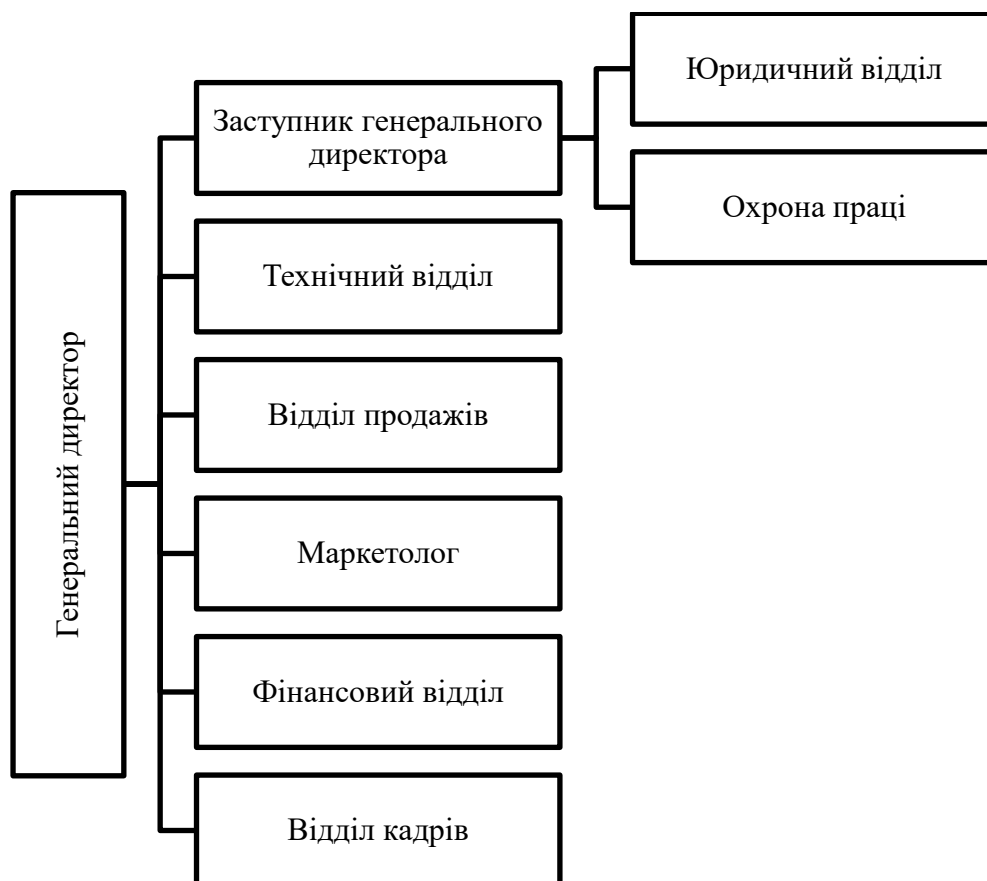 Генеральний директор
Заступник генерального
директора
Юридичний відділ
Охрона праці
Технічний відділ
Відділ продажів
Маркетолог
Фінансовий відділ
Відділ кадрів